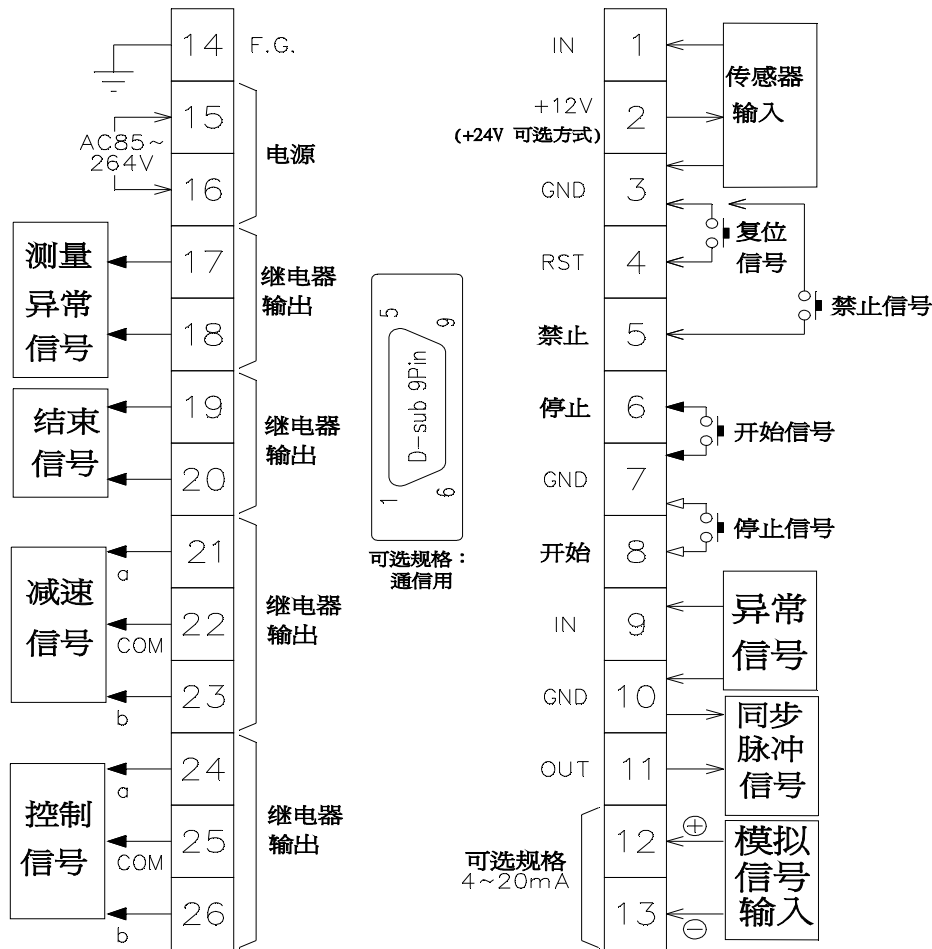 14 F.G.
15
AC85~
264V
电源
16
测量
异常
信号
17
继电器
输出
18
结束
信号
19
继电器
输出
20
减速
信号
21
a
22
COM
继电器
输出
23
b
控制
信号
24
a
25
COM
继电器
输出
26
b
5
9
D-sub 9Pin
1
6
可选规格：
通信用
IN 1
传感器
输入
+12V
(+24V 可选方式)
2
GND 3
复位
信号
RST 4
禁止信号
禁止 5
停止 6
开始信号
GND 7
停止信号
开始 8
IN 9
异常
信号
GND 10
同步
脉冲
信号
OUT 11
可选规格
4~20mA
12
⊕
模拟
信号
输入
13
⊖